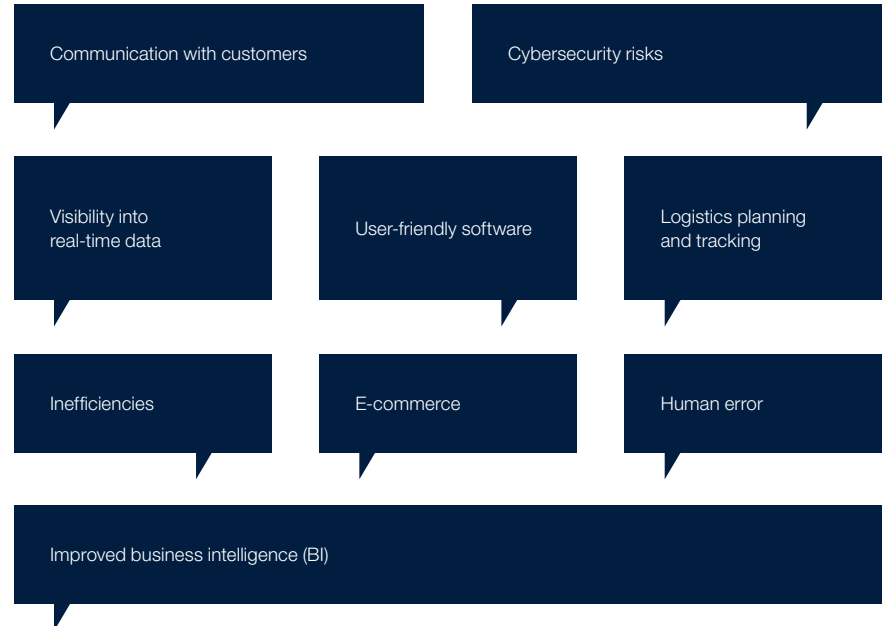 Communication with customers
Cybersecurity risks
Visibility into
real-time data
User-friendly software
Logistics planning
and tracking
Inefficiencies
E-commerce
Human error
Improved business intelligence (BI)